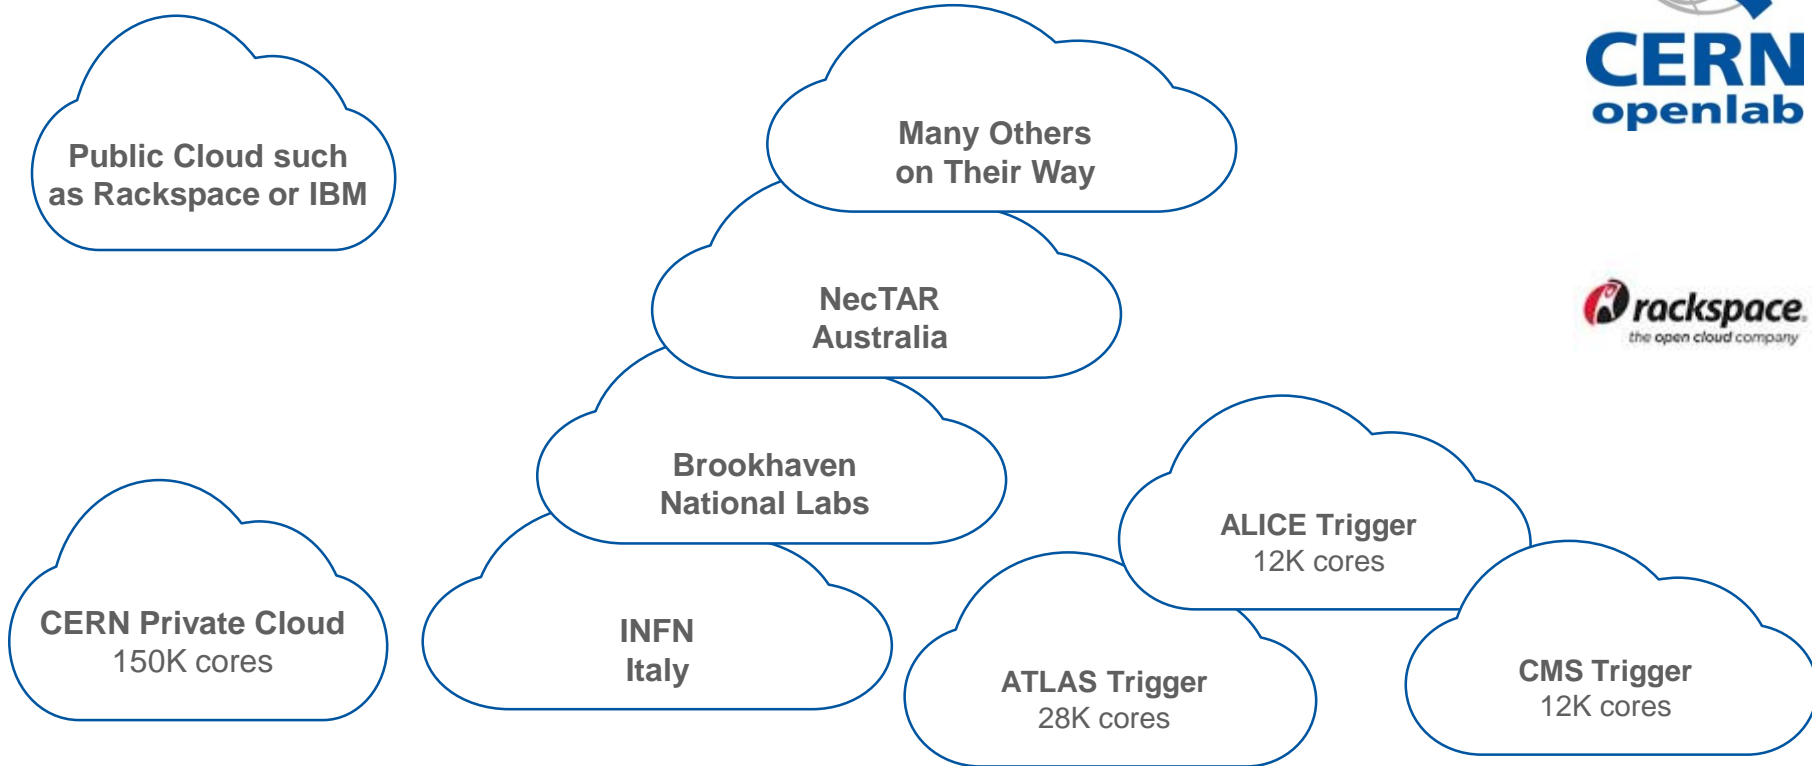 Public Cloud such
as Rackspace or IBM
Many Others
on Their Way
CERN
openlab
NecTAR
Australia
rackspace.
the open cloud company
Brookhaven
National Labs
ALICE Trigger
12K cores
CERN Private Cloud
150K cores
INFN
Italy
ATLAS Trigger
28K cores
CMS Trigger
12K cores